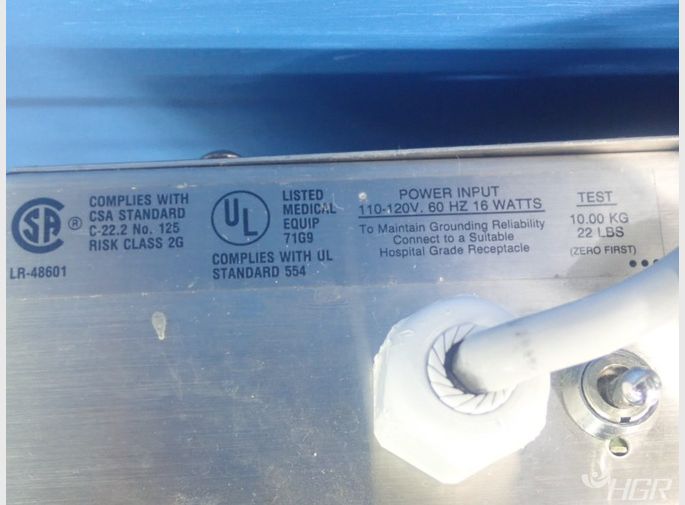 CSA ®
LR-48601
COMPLIES WITH
CSA STANDARD
C-22.2 No. 125
RISK CLASS 2G
UL
LISTED
MEDICAL
EQUIP
71G9
COMPLIES WITH UL
STANDARD 554
POWER INPUT
110-120V. 60 HZ 16 WATTS
To Maintain Grounding Reliability
Connect to a Suitable
Hospital Grade Receptacle
TEST
10.00 KG
22 LBS
(ZERO FIRST)
HGR